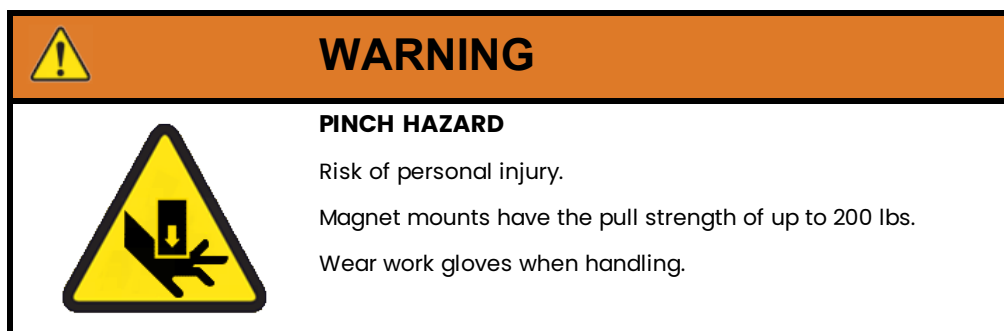 WARNING
PINCH HAZARD
Risk of personal injury.
Magnet mounts have the pull strength of up to 200 lbs.
Wear work gloves when handling.